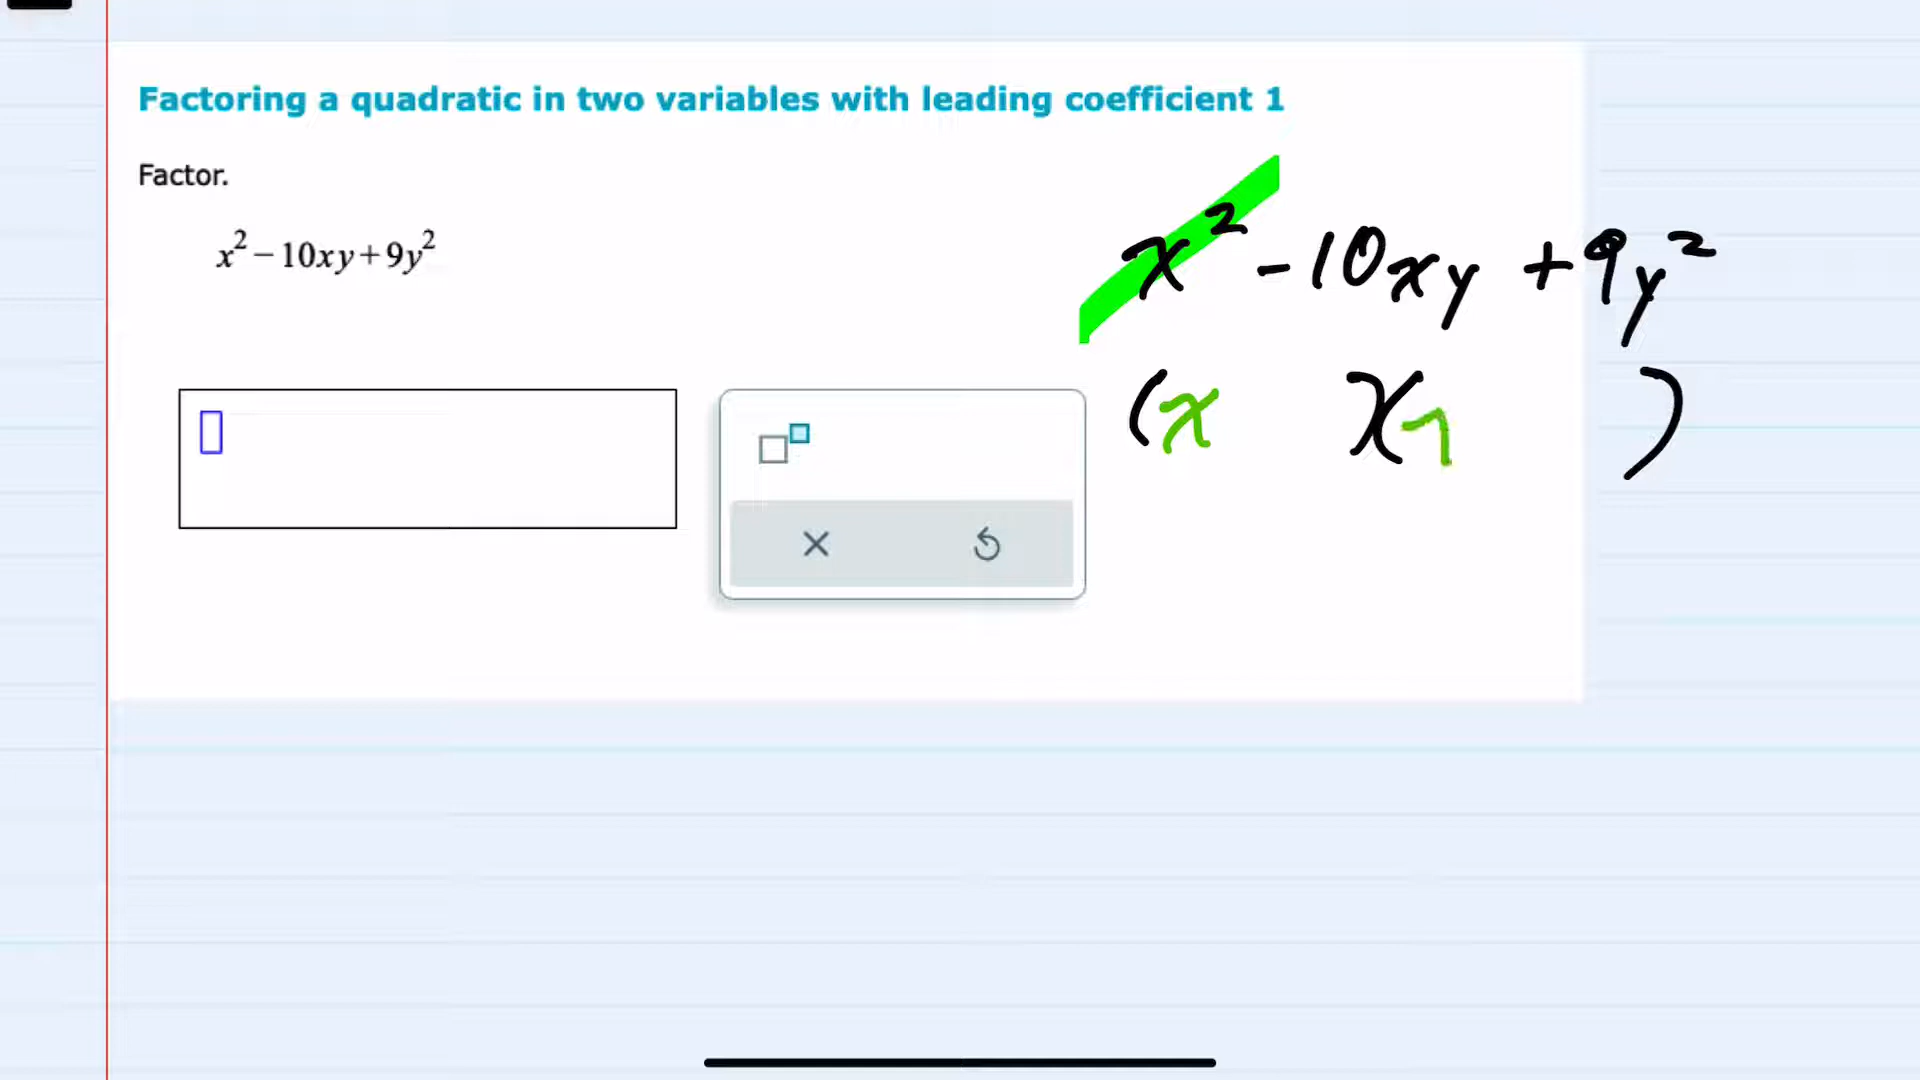 Factoring a quadratic in two variables with leading coefficient 1
Factor.
x² − 10xy + 9y²
x² - 10xy + 9y²
(x )( )